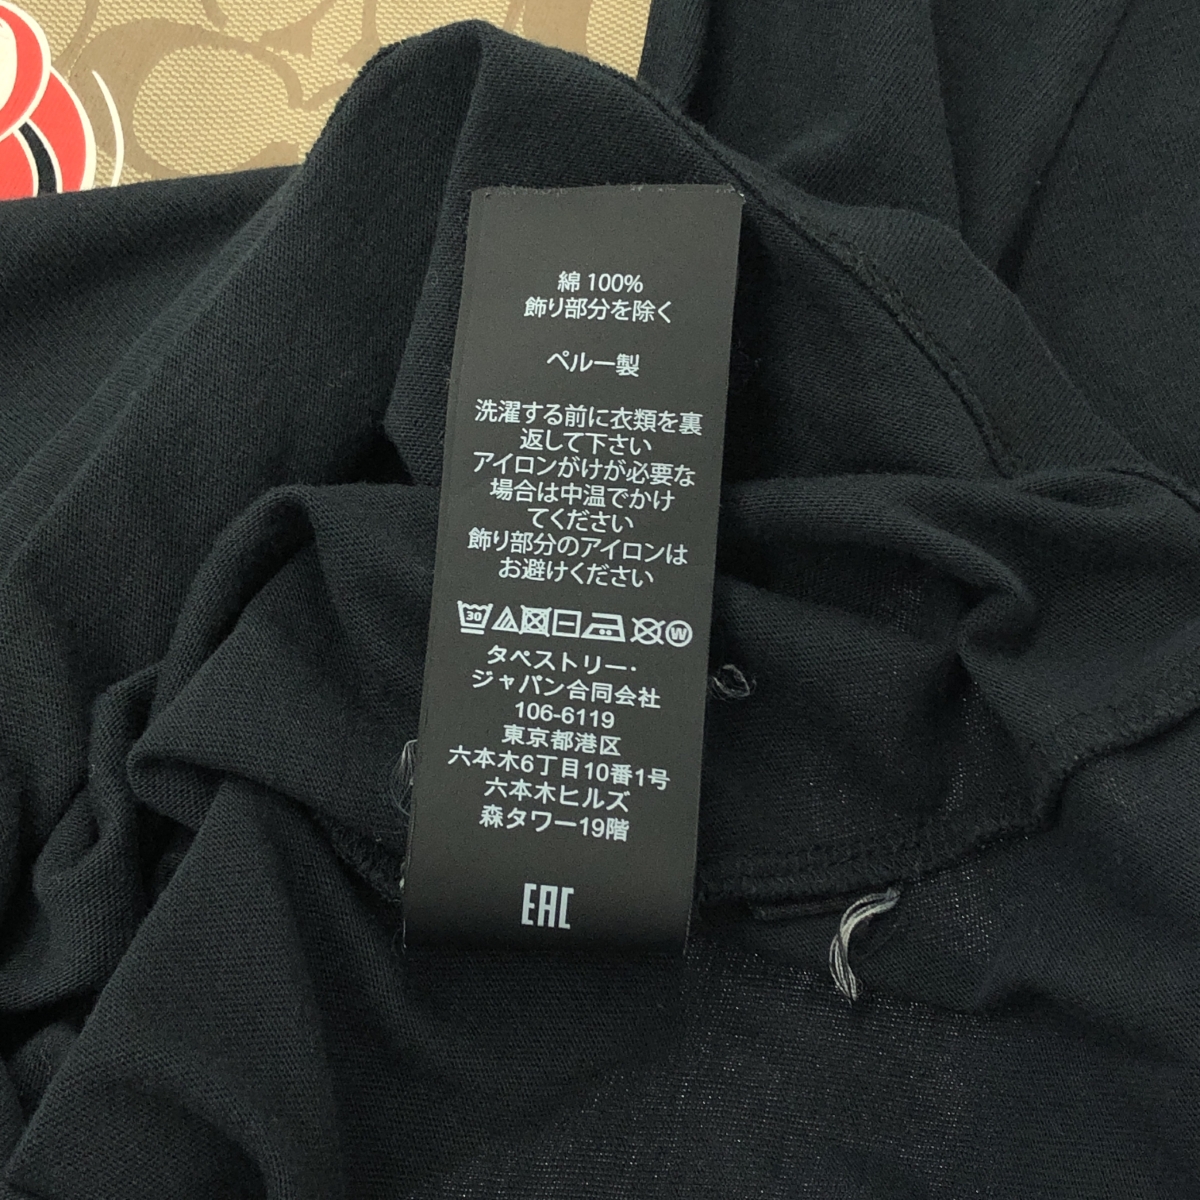 綿 100%
飾り部分を除く
ペルー製
洗濯する前に衣類を裏
返して下さい
アイロンがけが必要な
場合は中温でかけ
てください
飾り部分のアイロンは
お避けください
30
W
タペストリー・
ジャパン合同会社
106-6119
東京都港区
六本木6丁目10番1号
六本木ヒルズ
森タワー19階
EAC